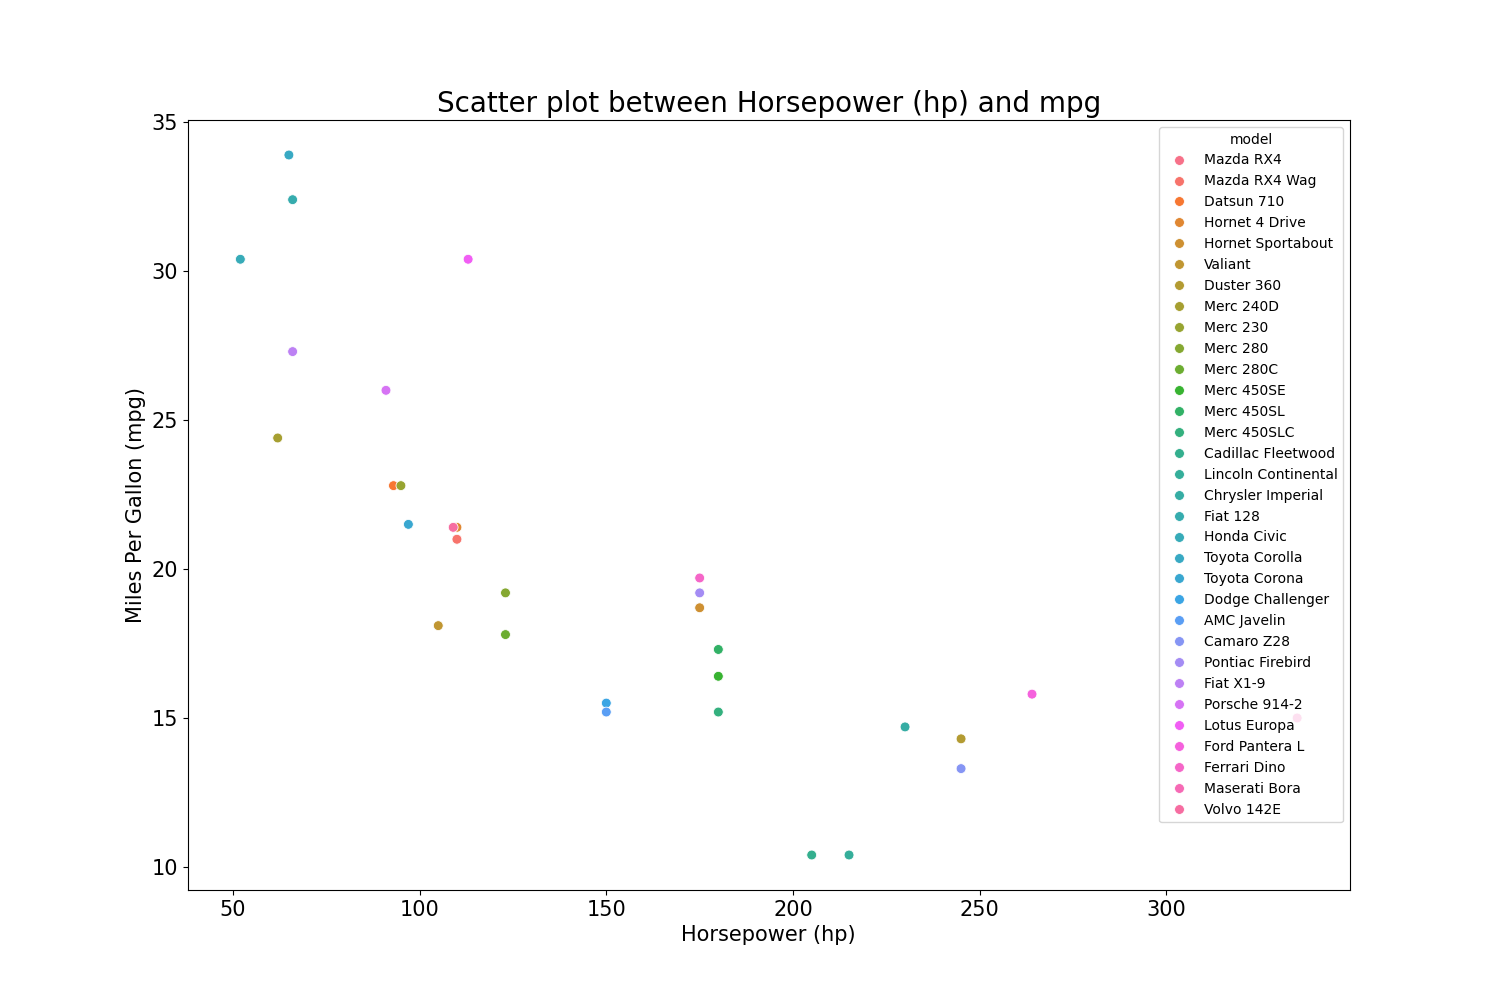 Scatter plot between Horsepower (hp) and mpg
35
30
25
20
15
10
Miles Per Gallon (mpg)
50 100 150 200 250 300
Horsepower (hp)
model
Mazda RX4
Mazda RX4 Wag
Datsun 710
Hornet 4 Drive
Hornet Sportabout
Valiant
Duster 360
Merc 240D
Merc 230
Merc 280
Merc 280C
Merc 450SE
Merc 450SL
Merc 450SLC
Cadillac Fleetwood
Lincoln Continental
Chrysler Imperial
Fiat 128
Honda Civic
Toyota Corolla
Toyota Corona
Dodge Challenger
AMC Javelin
Camaro Z28
Pontiac Firebird
Fiat X1-9
Porsche 914-2
Lotus Europa
Ford Pantera L
Ferrari Dino
Maserati Bora
Volvo 142E